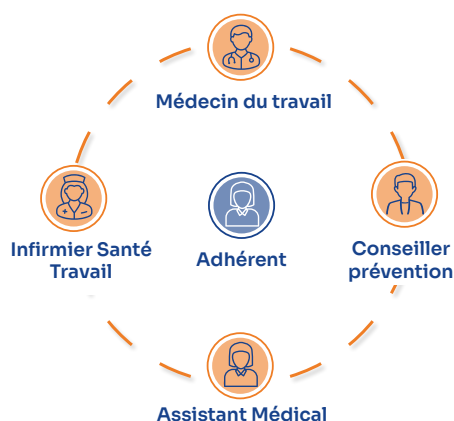 Médecin du travail
Infirmier Santé
Travail
Adhérent
Conseiller
prévention
Assistant Médical